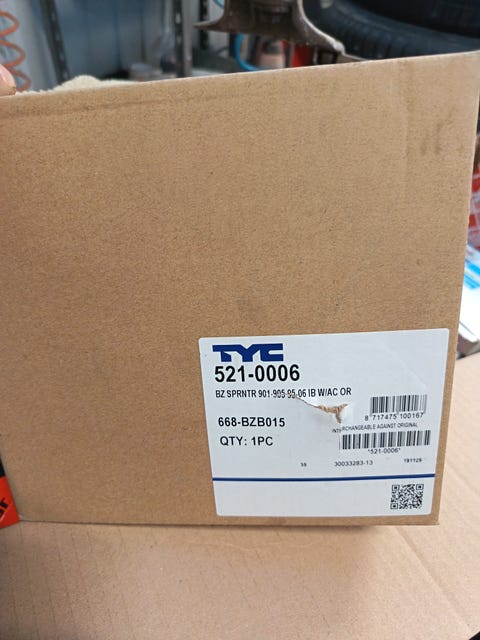 TYC
521-0006
BZ SPRNTR 901-905 95-06 IB W/AC OR
668-BZB015
QTY: 1PC
8 717475 100167
INTERCHANGEABLE AGAINST ORIGINAL
*521-0006*
30033283-13
191129